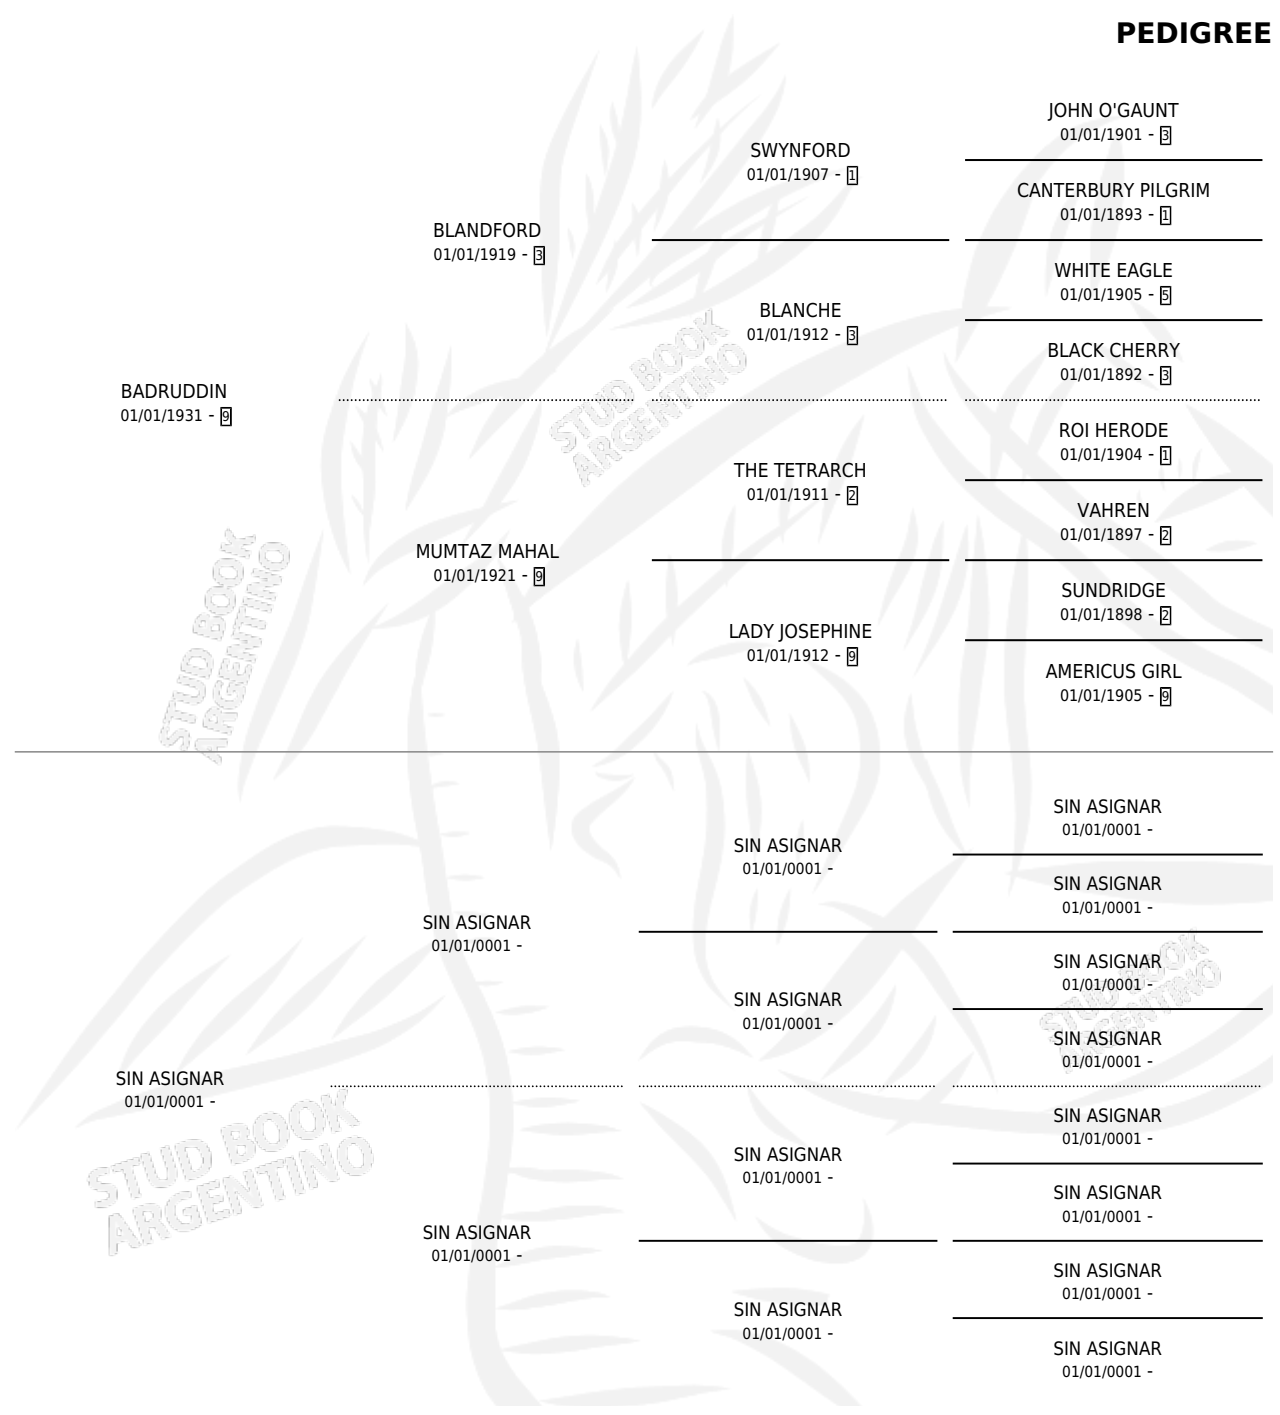 PEDIGREE
JOHN O'GAUNT
01/01/1901 - 3
SWYNFORD
01/01/1907 - 1
CANTERBURY PILGRIM
01/01/1893 - 1
BLANDFORD
01/01/1919 - 3
WHITE EAGLE
01/01/1905 - 5
BLANCHE
01/01/1912 - 3
BLACK CHERRY
01/01/1892 - 3
STUD BOOK
ARGENTINO
BADRUDDIN
01/01/1931 - 9
ROI HERODE
01/01/1904 - 1
THE TETRARCH
01/01/1911 - 2
VAHREN
01/01/1897 - 2
MUMTAZ MAHAL
01/01/1921 - 9
SUNDRIDGE
01/01/1898 - 2
LADY JOSEPHINE
01/01/1912 - 9
AMERICUS GIRL
01/01/1905 - 9
STUD BOOK
ARGENTINO
SIN ASIGNAR
01/01/0001 -
SIN ASIGNAR
01/01/0001 -
SIN ASIGNAR
01/01/0001 -
SIN ASIGNAR
01/01/0001 -
SIN ASIGNAR
01/01/0001 -
SIN ASIGNAR
01/01/0001 -
SIN ASIGNAR
01/01/0001 -
STUD BOOK
ARGENTINO
SIN ASIGNAR
01/01/0001 -
SIN ASIGNAR
01/01/0001 -
SIN ASIGNAR
01/01/0001 -
SIN ASIGNAR
01/01/0001 -
SIN ASIGNAR
01/01/0001 -
SIN ASIGNAR
01/01/0001 -
SIN ASIGNAR
01/01/0001 -
SIN ASIGNAR
01/01/0001 -
STUD BOOK
ARGENTINO